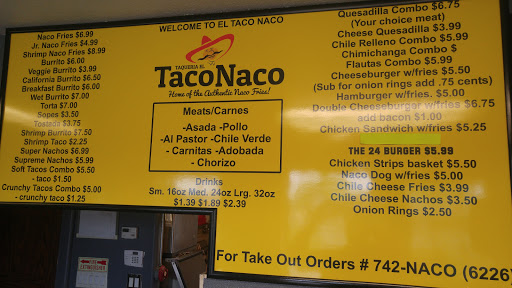 WELCOME TO EL TACO NACO
Naco Fries $6.99
Jr. Naco Fries $4.99
Shrimp Naco Fries $8.99
Burrito $6.00
Veggie Burrito $3.99
California Burrito $6.50
Breakfast Burrito $6.00
Wet Burrito $7.00
Torta $7.00
Sopes $3.50
Tostada $3.75
Shrimp Burrito $7.50
Shrimp Taco $2.25
Super Nachos $6.99
Supreme Nachos $5.99
Soft Tacos Combo $5.50
- taco $1.50
Crunchy Tacos Combo $5.00
- crunchy taco $1.25
TAQUERIA EL
TacoNaco
Home of the Authentic Naco Fries!
Meats/Carnes
-Asada -Pollo
-Al Pastor -Chile Verde
- Carnitas -Adobada
- Chorizo
Drinks
Sm. 16oz Med. 24oz Lrg. 32oz
$1.39 $1.89 $2.39
Quesadilla Combo $6.75
(Your choice meat)
Cheese Quesadilla $3.99
Chile Relleno Combo $5.99
Chimichanga Combo $
Flautas Combo $5.99
Cheeseburger w/fries $5.50
(Sub for onion rings add .75 cents)
Hamburger w/fries. $5.00
Double Cheeseburger w/fries $6.75
add bacon $1.00
Chicken Sandwich w/fries $5.25
THE 24 BURGER $5.99
Chicken Strips basket $5.50
Naco Dog w/fries $5.00
Chile Cheese Fries $3.99
Chile Cheese Nachos $3.50
Onion Rings $2.50
For Take Out Orders # 742-NACO (6226)